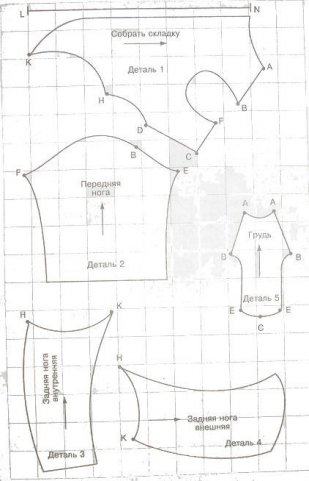 L N
Собрать складку
K A
Деталь 1
H B
D F
C
B
F E
Передняя
нога
Деталь 2
A A
Грудь
B B
Деталь 5
E E
C
H K
Задняя нога
внутренняя
Деталь 3
H
Задняя нога
внешняя
K
Деталь 4